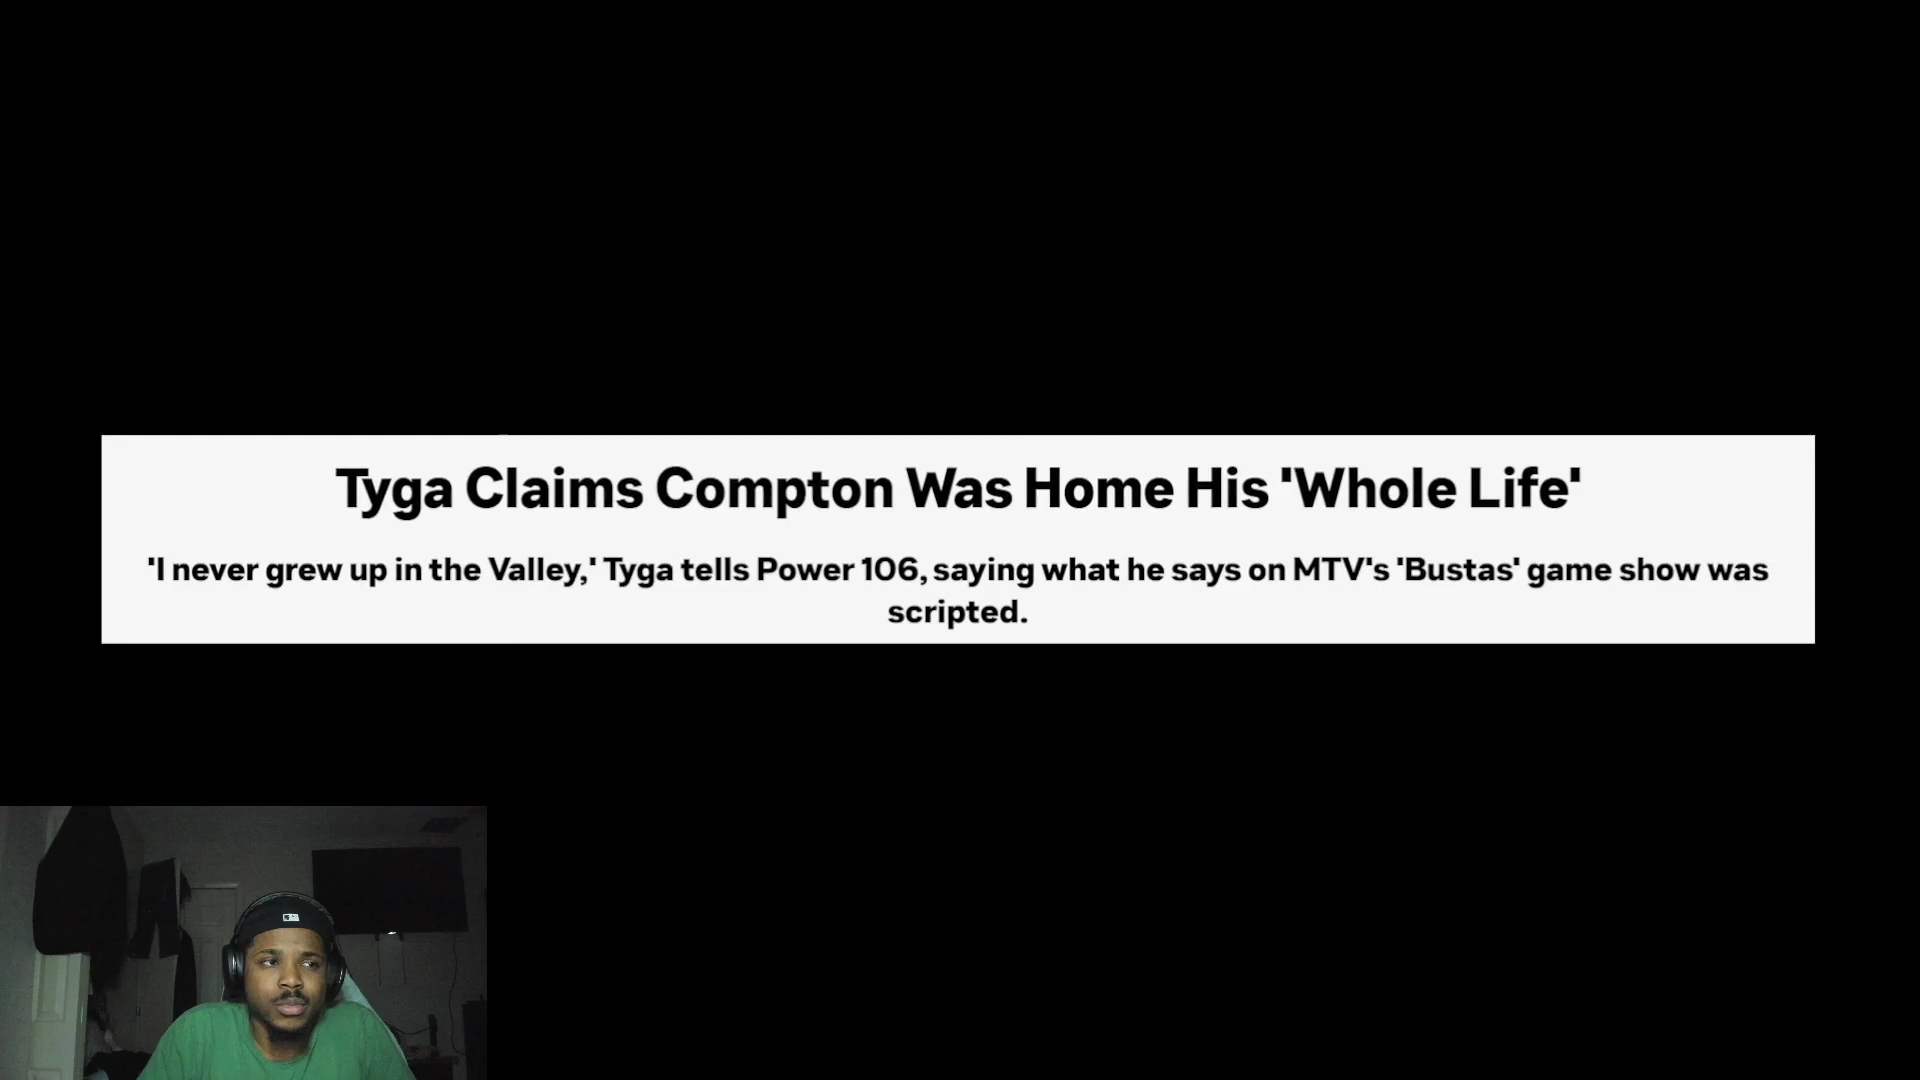 Tyga Claims Compton Was Home His 'Whole Life'
'I never grew up in the Valley,' Tyga tells Power 106, saying what he says on MTV's 'Bustas' game show was
scripted.